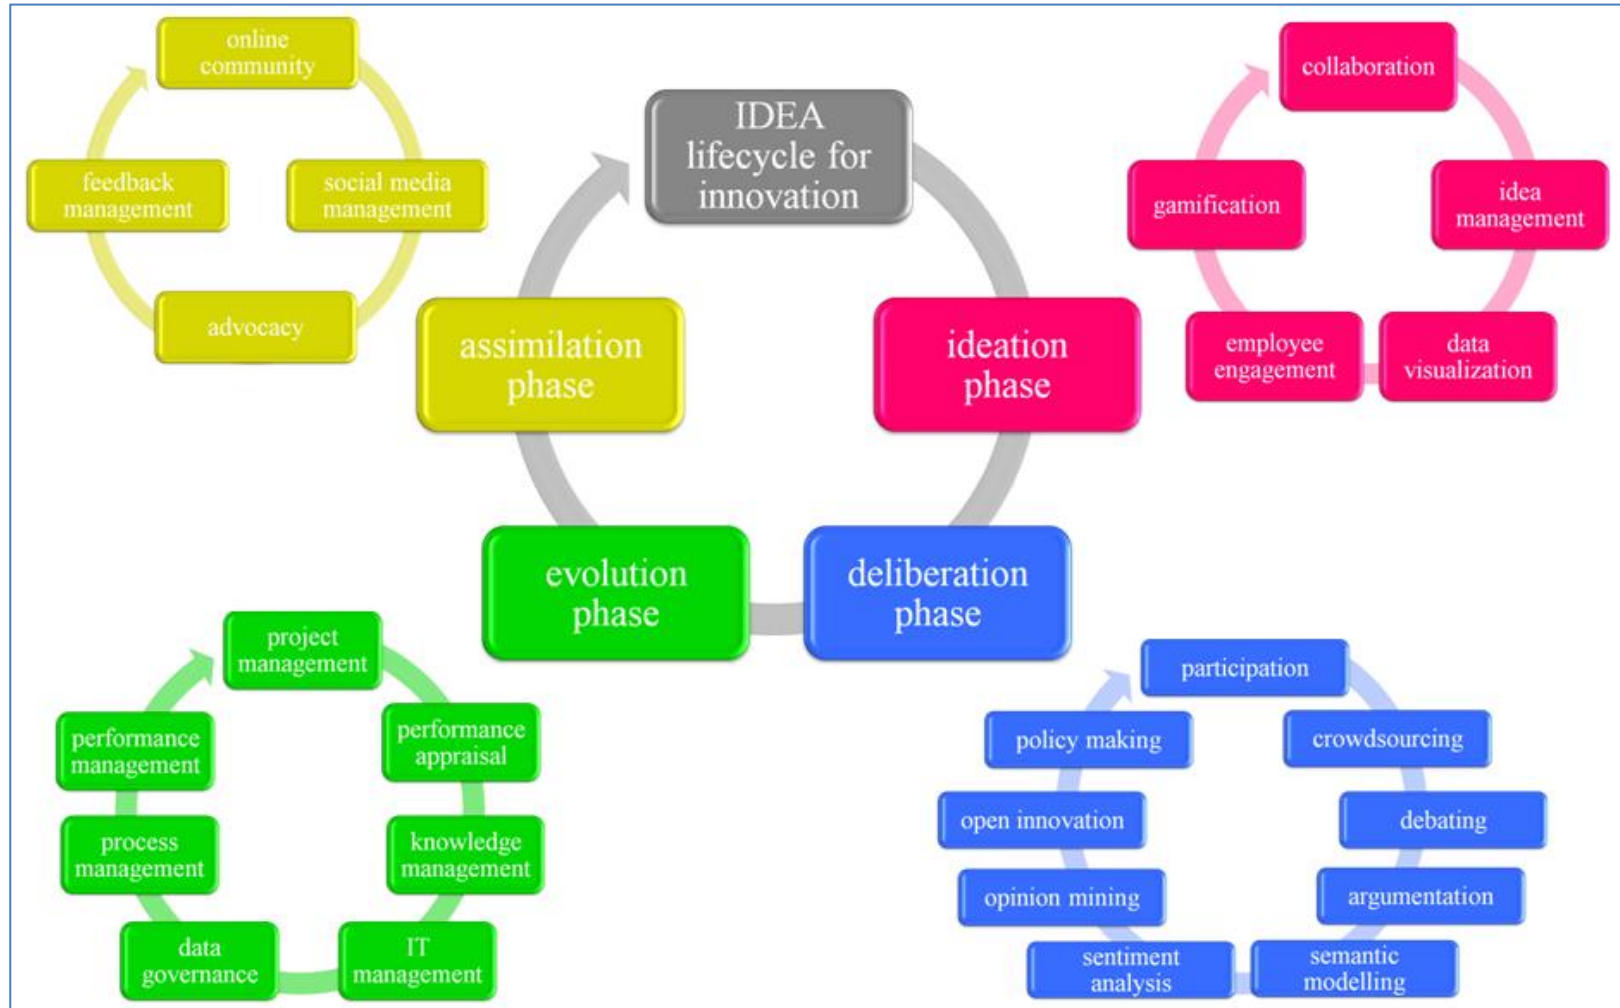 online
community
social media
management
advocacy
feedback
management
IDEA
lifecycle for
innovation
ideation
phase
deliberation
phase
evolution
phase
assimilation
phase
collaboration
idea
management
data
visualization
employee
engagement
gamification
project
management
performance
appraisal
knowledge
management
IT
management
data
governance
process
management
performance
management
participation
crowdsourcing
debating
argumentation
semantic
modelling
sentiment
analysis
opinion mining
open innovation
policy making